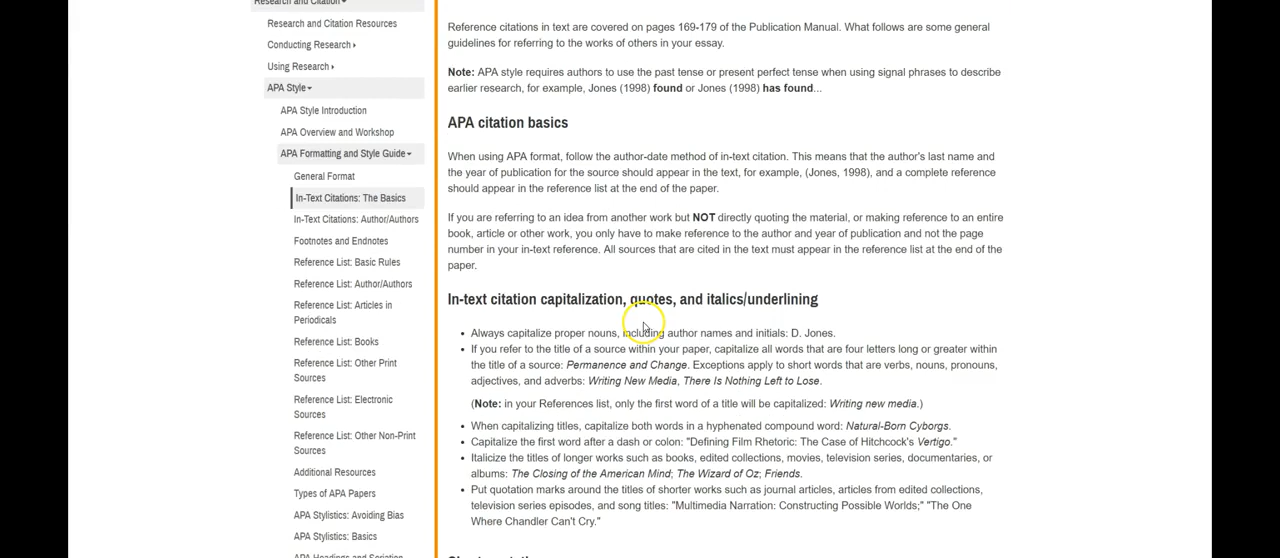 Research and Citation
Research and Citation Resources
Conducting Research
Using Research
APA Style
APA Style Introduction
APA Overview and Workshop
APA Formatting and Style Guide
General Format
In-Text Citations: The Basics
In-Text Citations: Author/Authors
Footnotes and Endnotes
Reference List: Basic Rules
Reference List: Author/Authors
Reference List: Articles in
Periodicals
Reference List: Books
Reference List: Other Print
Sources
Reference List: Electronic
Sources
Reference List: Other Non-Print
Sources
Additional Resources
Types of APA Papers
APA Stylistics: Avoiding Bias
APA Stylistics: Basics
APA Headings and Seriation
Reference citations in text are covered on pages 169-179 of the Publication Manual. What follows are some general
guidelines for referring to the works of others in your essay.
Note: APA style requires authors to use the past tense or present perfect tense when using signal phrases to describe
earlier research, for example, Jones (1998) found or Jones (1998) has found...
APA citation basics
When using APA format, follow the author-date method of in-text citation. This means that the author's last name and
the year of publication for the source should appear in the text, for example, (Jones, 1998), and a complete reference
should appear in the reference list at the end of the paper.
If you are referring to an idea from another work but NOT directly quoting the material, or making reference to an entire
book, article or other work, you only have to make reference to the author and year of publication and not the page
number in your in-text reference. All sources that are cited in the text must appear in the reference list at the end of the
paper.
In-text citation capitalization, quotes, and italics/underlining
• Always capitalize proper nouns, including author names and initials: D. Jones.
• If you refer to the title of a source within your paper, capitalize all words that are four letters long or greater within
the title of a source: Permanence and Change. Exceptions apply to short words that are verbs, nouns, pronouns,
adjectives, and adverbs: Writing New Media, There Is Nothing Left to Lose.
(Note: in your References list, only the first word of a title will be capitalized: Writing new media.)
• When capitalizing titles, capitalize both words in a hyphenated compound word: Natural-Born Cyborgs.
• Capitalize the first word after a dash or colon: "Defining Film Rhetoric: The Case of Hitchcock's Vertigo."
• Italicize the titles of longer works such as books, edited collections, movies, television series, documentaries, or
albums: The Closing of the American Mind; The Wizard of Oz; Friends.
• Put quotation marks around the titles of shorter works such as journal articles, articles from edited collections,
television series episodes, and song titles: "Multimedia Narration: Constructing Possible Worlds;" "The One
Where Chandler Can't Cry."